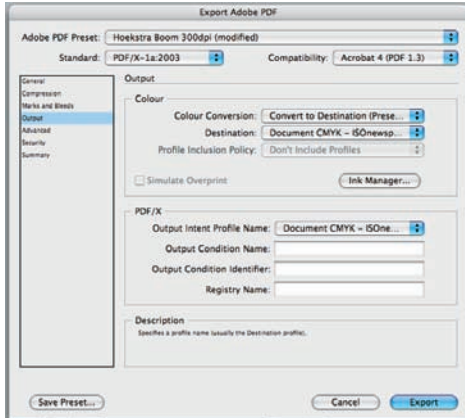 Export Adobe PDF
Adobe PDF Preset: Hoekstra Boom 300dpi (modified)
Standard: PDF/X-1a:2003 Compatibility: Acrobat 4 (PDF 1.3)
General
Compression
Marks and Bleeds
Output
Advanced
Security
Summary
Output
Colour
Colour Conversion: Convert to Destination (Prese...
Destination: Document CMYK – ISOnewsp...
Profile Inclusion Policy: Don't Include Profiles
Simulate Overprint Ink Manager...
PDF/X
Output Intent Profile Name: Document CMYK – ISOne...
Output Condition Name:
Output Condition Identifier:
Registry Name:
Description
Specifies a profile name (usually the Destination profile).
Save Preset... Cancel Export